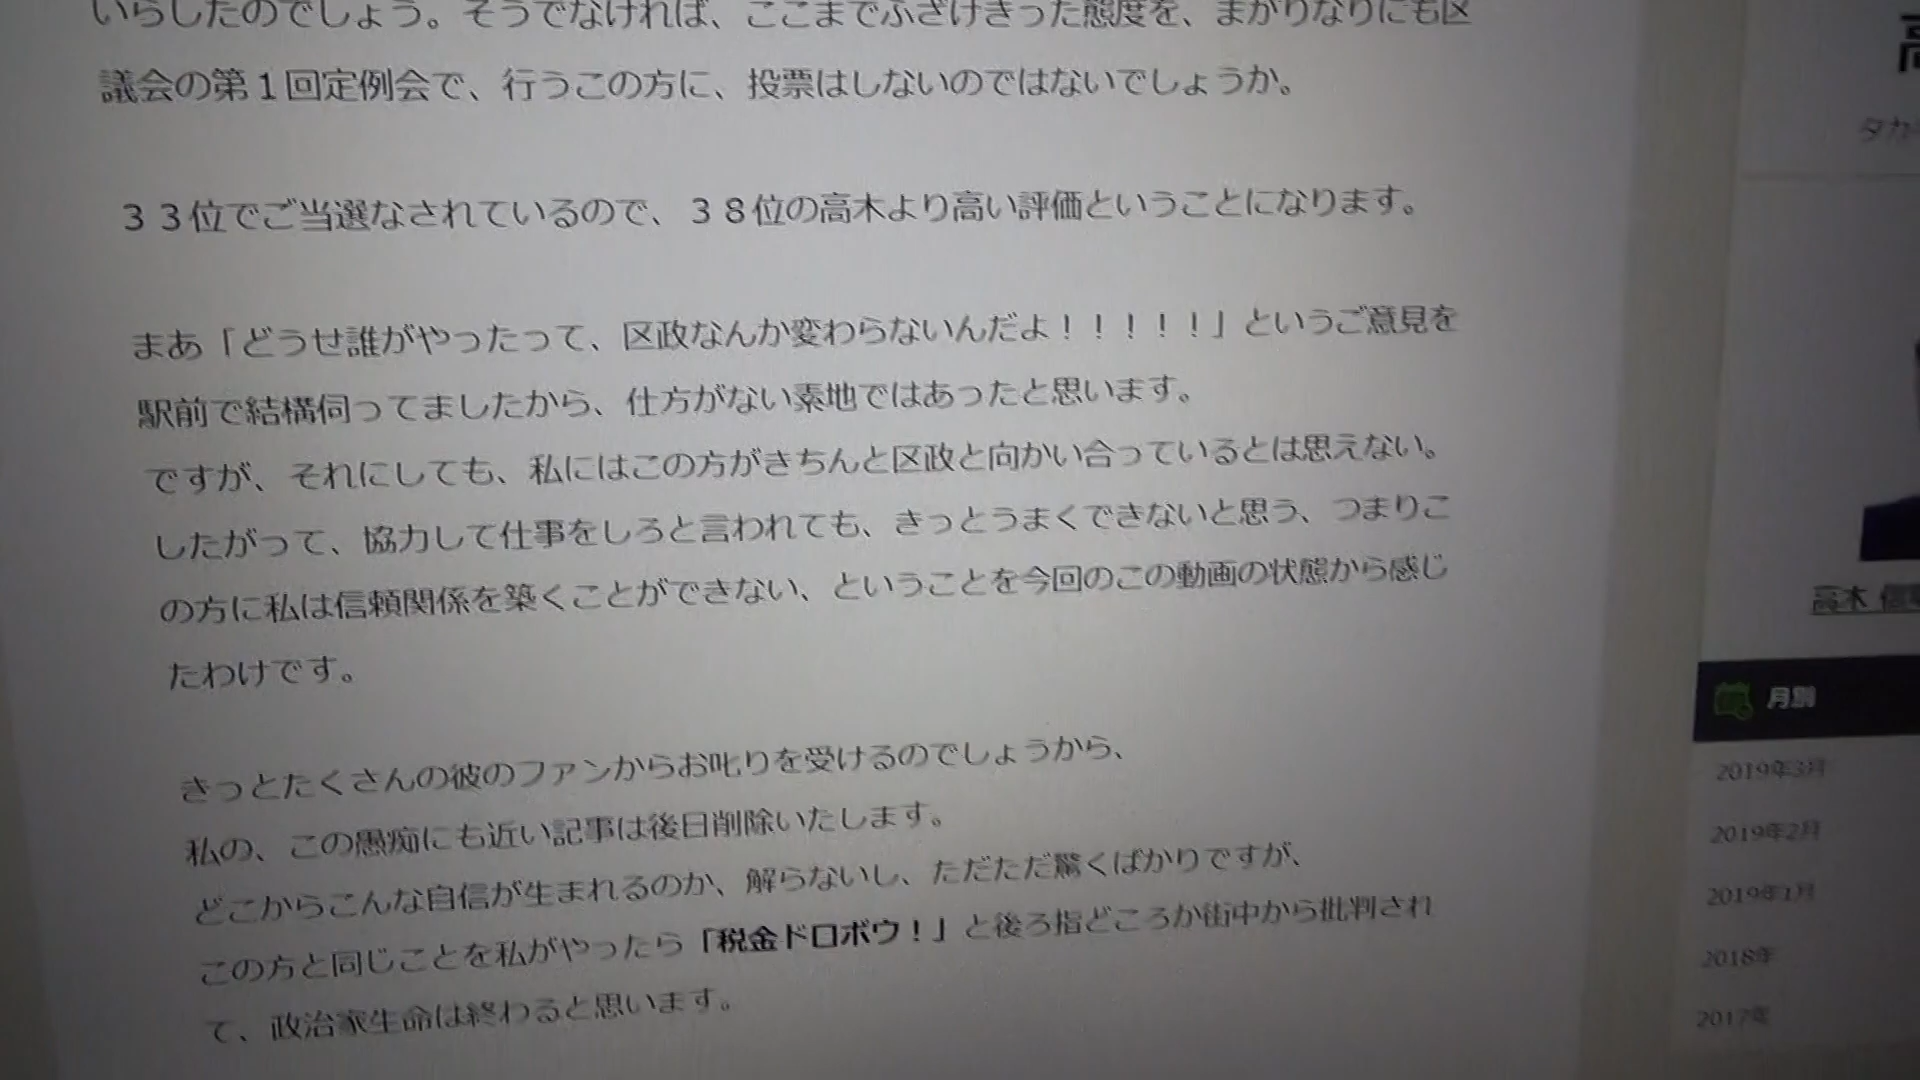 いらしたのでしょう。そうでなければ、ここまでふざけきった態度を、まがりなりにも区
議会の第１回定例会で、行うこの方に、投票はしないのではないでしょうか。
３３位でご当選なされているので、３８位の高木より高い評価ということになります。
まあ「どうせ誰がやったって、区政なんか変わらないんだよ！！！！！」というご意見を
駅前で結構伺ってましたから、仕方がない素地ではあったと思います。
ですが、それにしても、私にはこの方がきちんと区政と向かい合っているとは思えない。
したがって、協力して仕事をしろと言われても、きっとうまくできないと思う、つまりこ
の方に私は信頼関係を築くことができない、ということを今回のこの動画の状態から感じ
たわけです。
きっとたくさんの彼のファンからお叱りを受けるのでしょうから、
私の、この愚痴にも近い記事は後日削除いたします。
どこからこんな自信が生まれるのか、解らないし、ただただ驚くばかりですが、
この方と同じことを私がやったら「税金ドロボウ！」と後ろ指どころか街中から批判され
て、政治家生命は終わると思います。
高
タカ
高木 信
月別
2019年3月
2019年2月
2019年1月
2018年
2017年